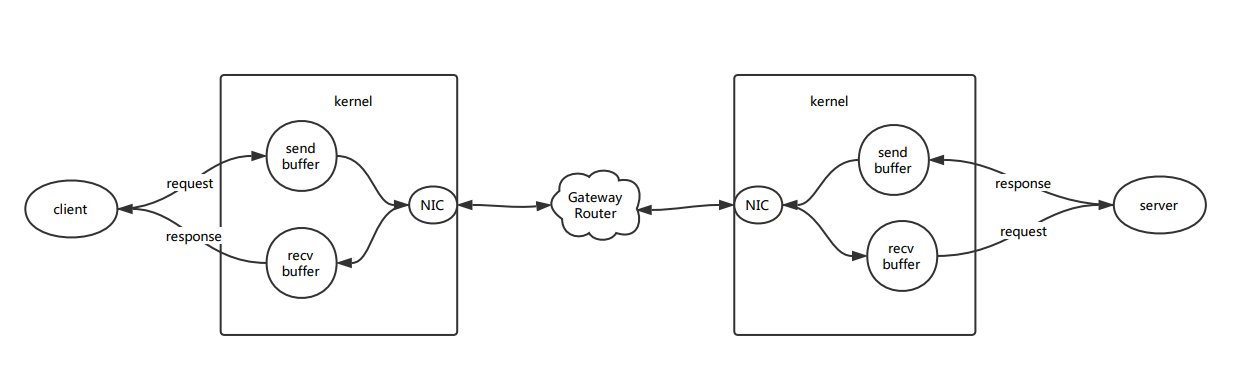 kernel
send
buffer
request
client
NIC
response
recv
buffer
Gateway
Router
kernel
send
buffer
response
NIC
server
request
recv
buffer